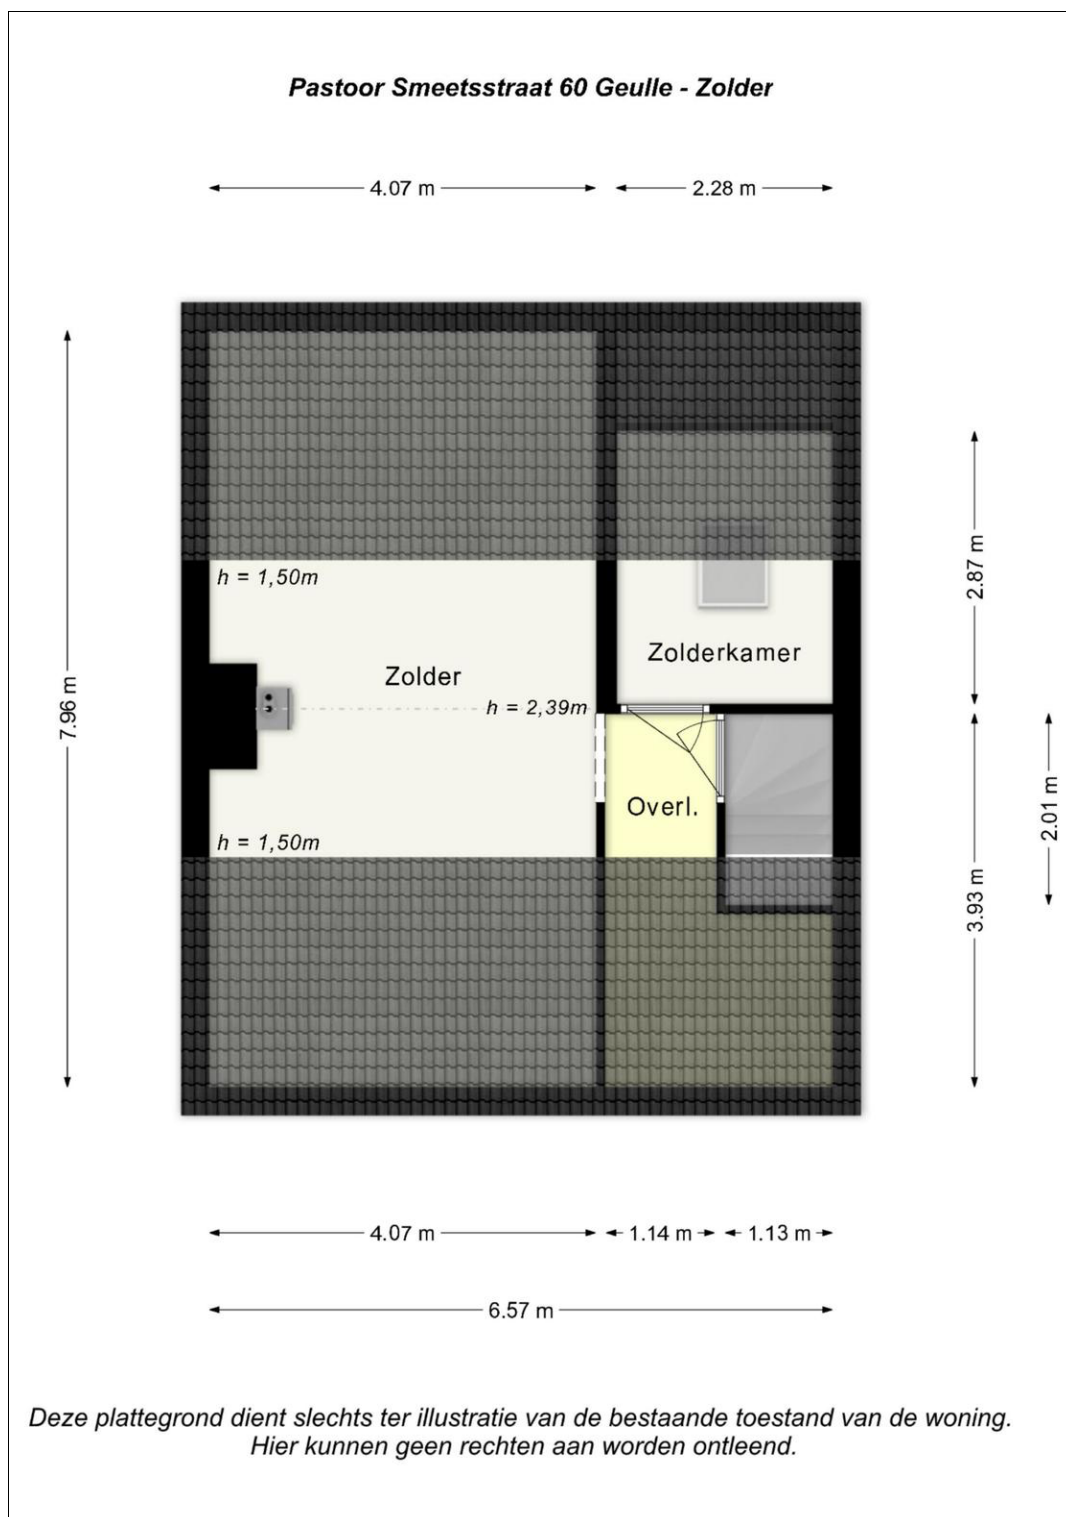 Pastoor Smeetsstraat 60 Geulle - Zolder
4.07 m
2.28 m
7.96 m
2.87 m
h = 1,50m
Zolderkamer
Zolder
h = 2,39m
Overl.
2.01 m
h = 1,50m
3.93 m
4.07 m
1.14 m
1.13 m
6.57 m
Deze plattegrond dient slechts ter illustratie van de bestaande toestand van de woning.
Hier kunnen geen rechten aan worden ontleend.